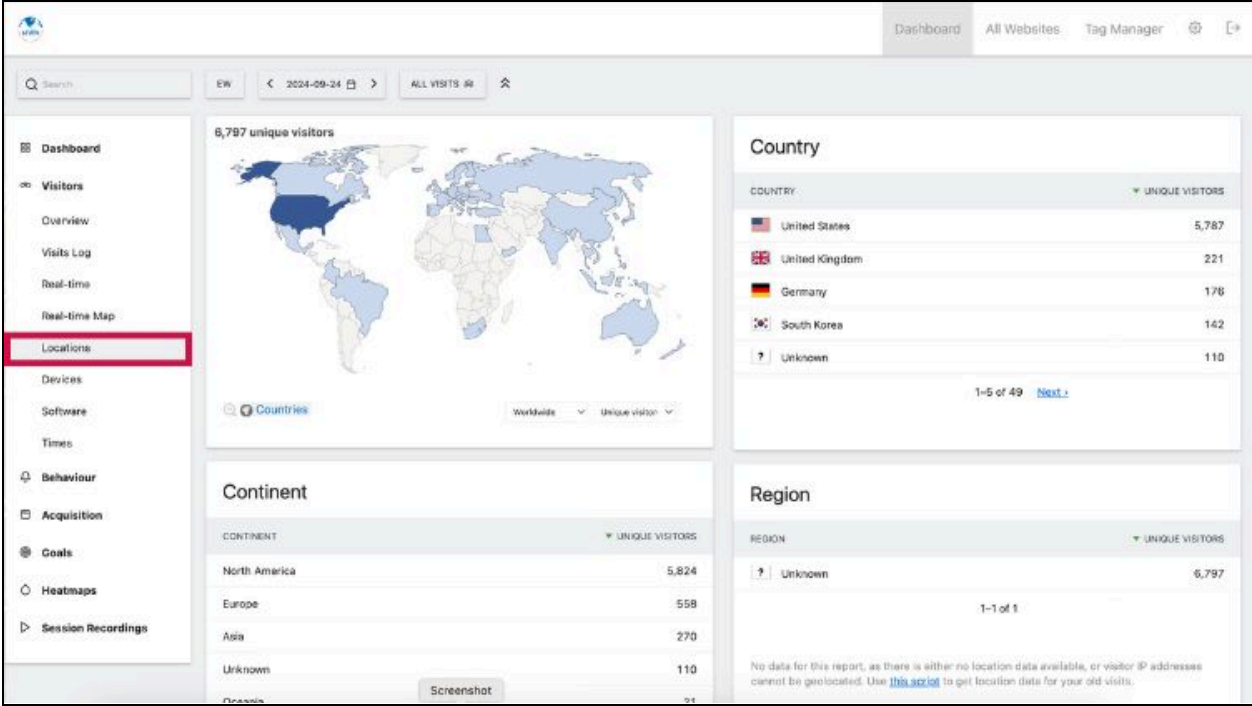 Dashboard
All Websites
Tag Manager
Search
EW
2024-09-24
ALL VISITS
Dashboard
Visitors
Overview
Visits Log
Real-time
Real-time Map
Locations
Devices
Software
Times
Behaviour
Acquisition
Goals
Heatmaps
Session Recordings
6,797 unique visitors
Countries
Worldwide
Unique visitor
Country
COUNTRY UNIQUE VISITORS
United States 5,787
United Kingdom 221
Germany 176
South Korea 142
? Unknown 110
1–5 of 49 Next ›
Continent
CONTINENT UNIQUE VISITORS
North America 5,824
Europe 558
Asia 270
Unknown 110
Oceania 21
Screenshot
Region
REGION UNIQUE VISITORS
? Unknown 6,797
1–1 of 1
No data for this report, as there is either no location data available, or visitor IP addresses
cannot be geolocated. Use this script to get location data for your old visits.